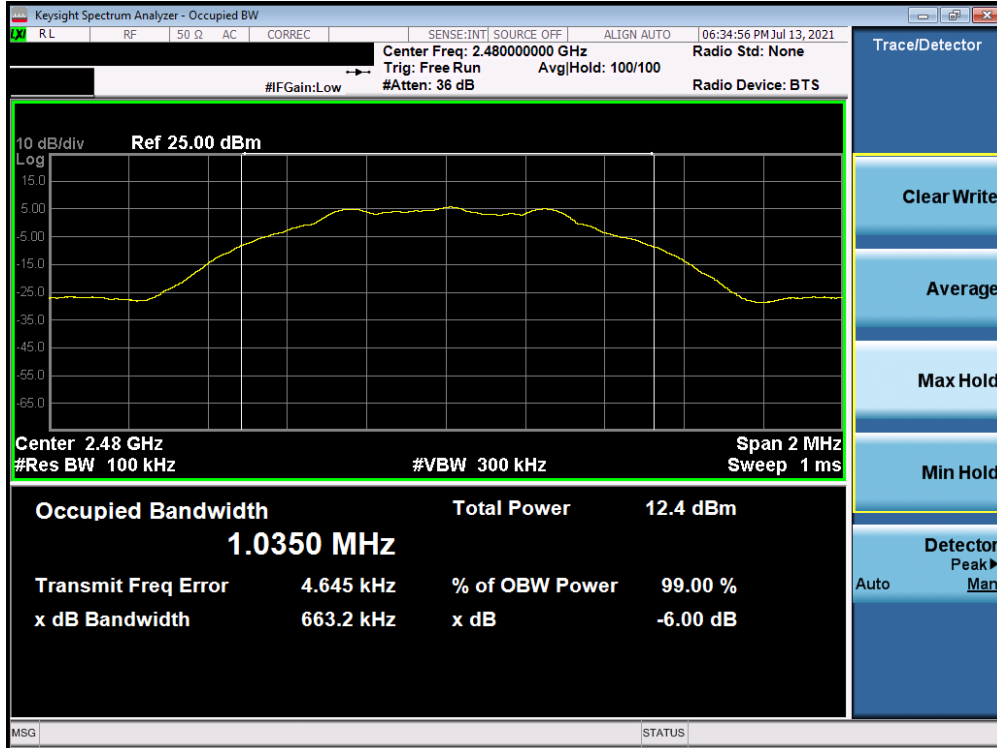 Keysight Spectrum Analyzer - Occupied BW
LXI RL RF 50 Ω AC CORREC SENSE:INT SOURCE OFF ALIGN AUTO 06:34:56 PM Jul 13, 2021
Center Freq: 2.480000000 GHz Radio Std: None
Trig: Free Run Avg|Hold: 100/100
#IFGain:Low #Atten: 36 dB Radio Device: BTS
Trace/Detector
10 dB/div Ref 25.00 dBm
Log
15.0
5.00
-5.00
-15.0
-25.0
-35.0
-45.0
-55.0
-65.0
Center 2.48 GHz Span 2 MHz
#Res BW 100 kHz #VBW 300 kHz Sweep 1 ms
Occupied Bandwidth Total Power 12.4 dBm
1.0350 MHz
Transmit Freq Error 4.645 kHz % of OBW Power 99.00 %
x dB Bandwidth 663.2 kHz x dB -6.00 dB
Clear Write
Average
Max Hold
Min Hold
Detector
Peak▶
Auto Man
MSG STATUS